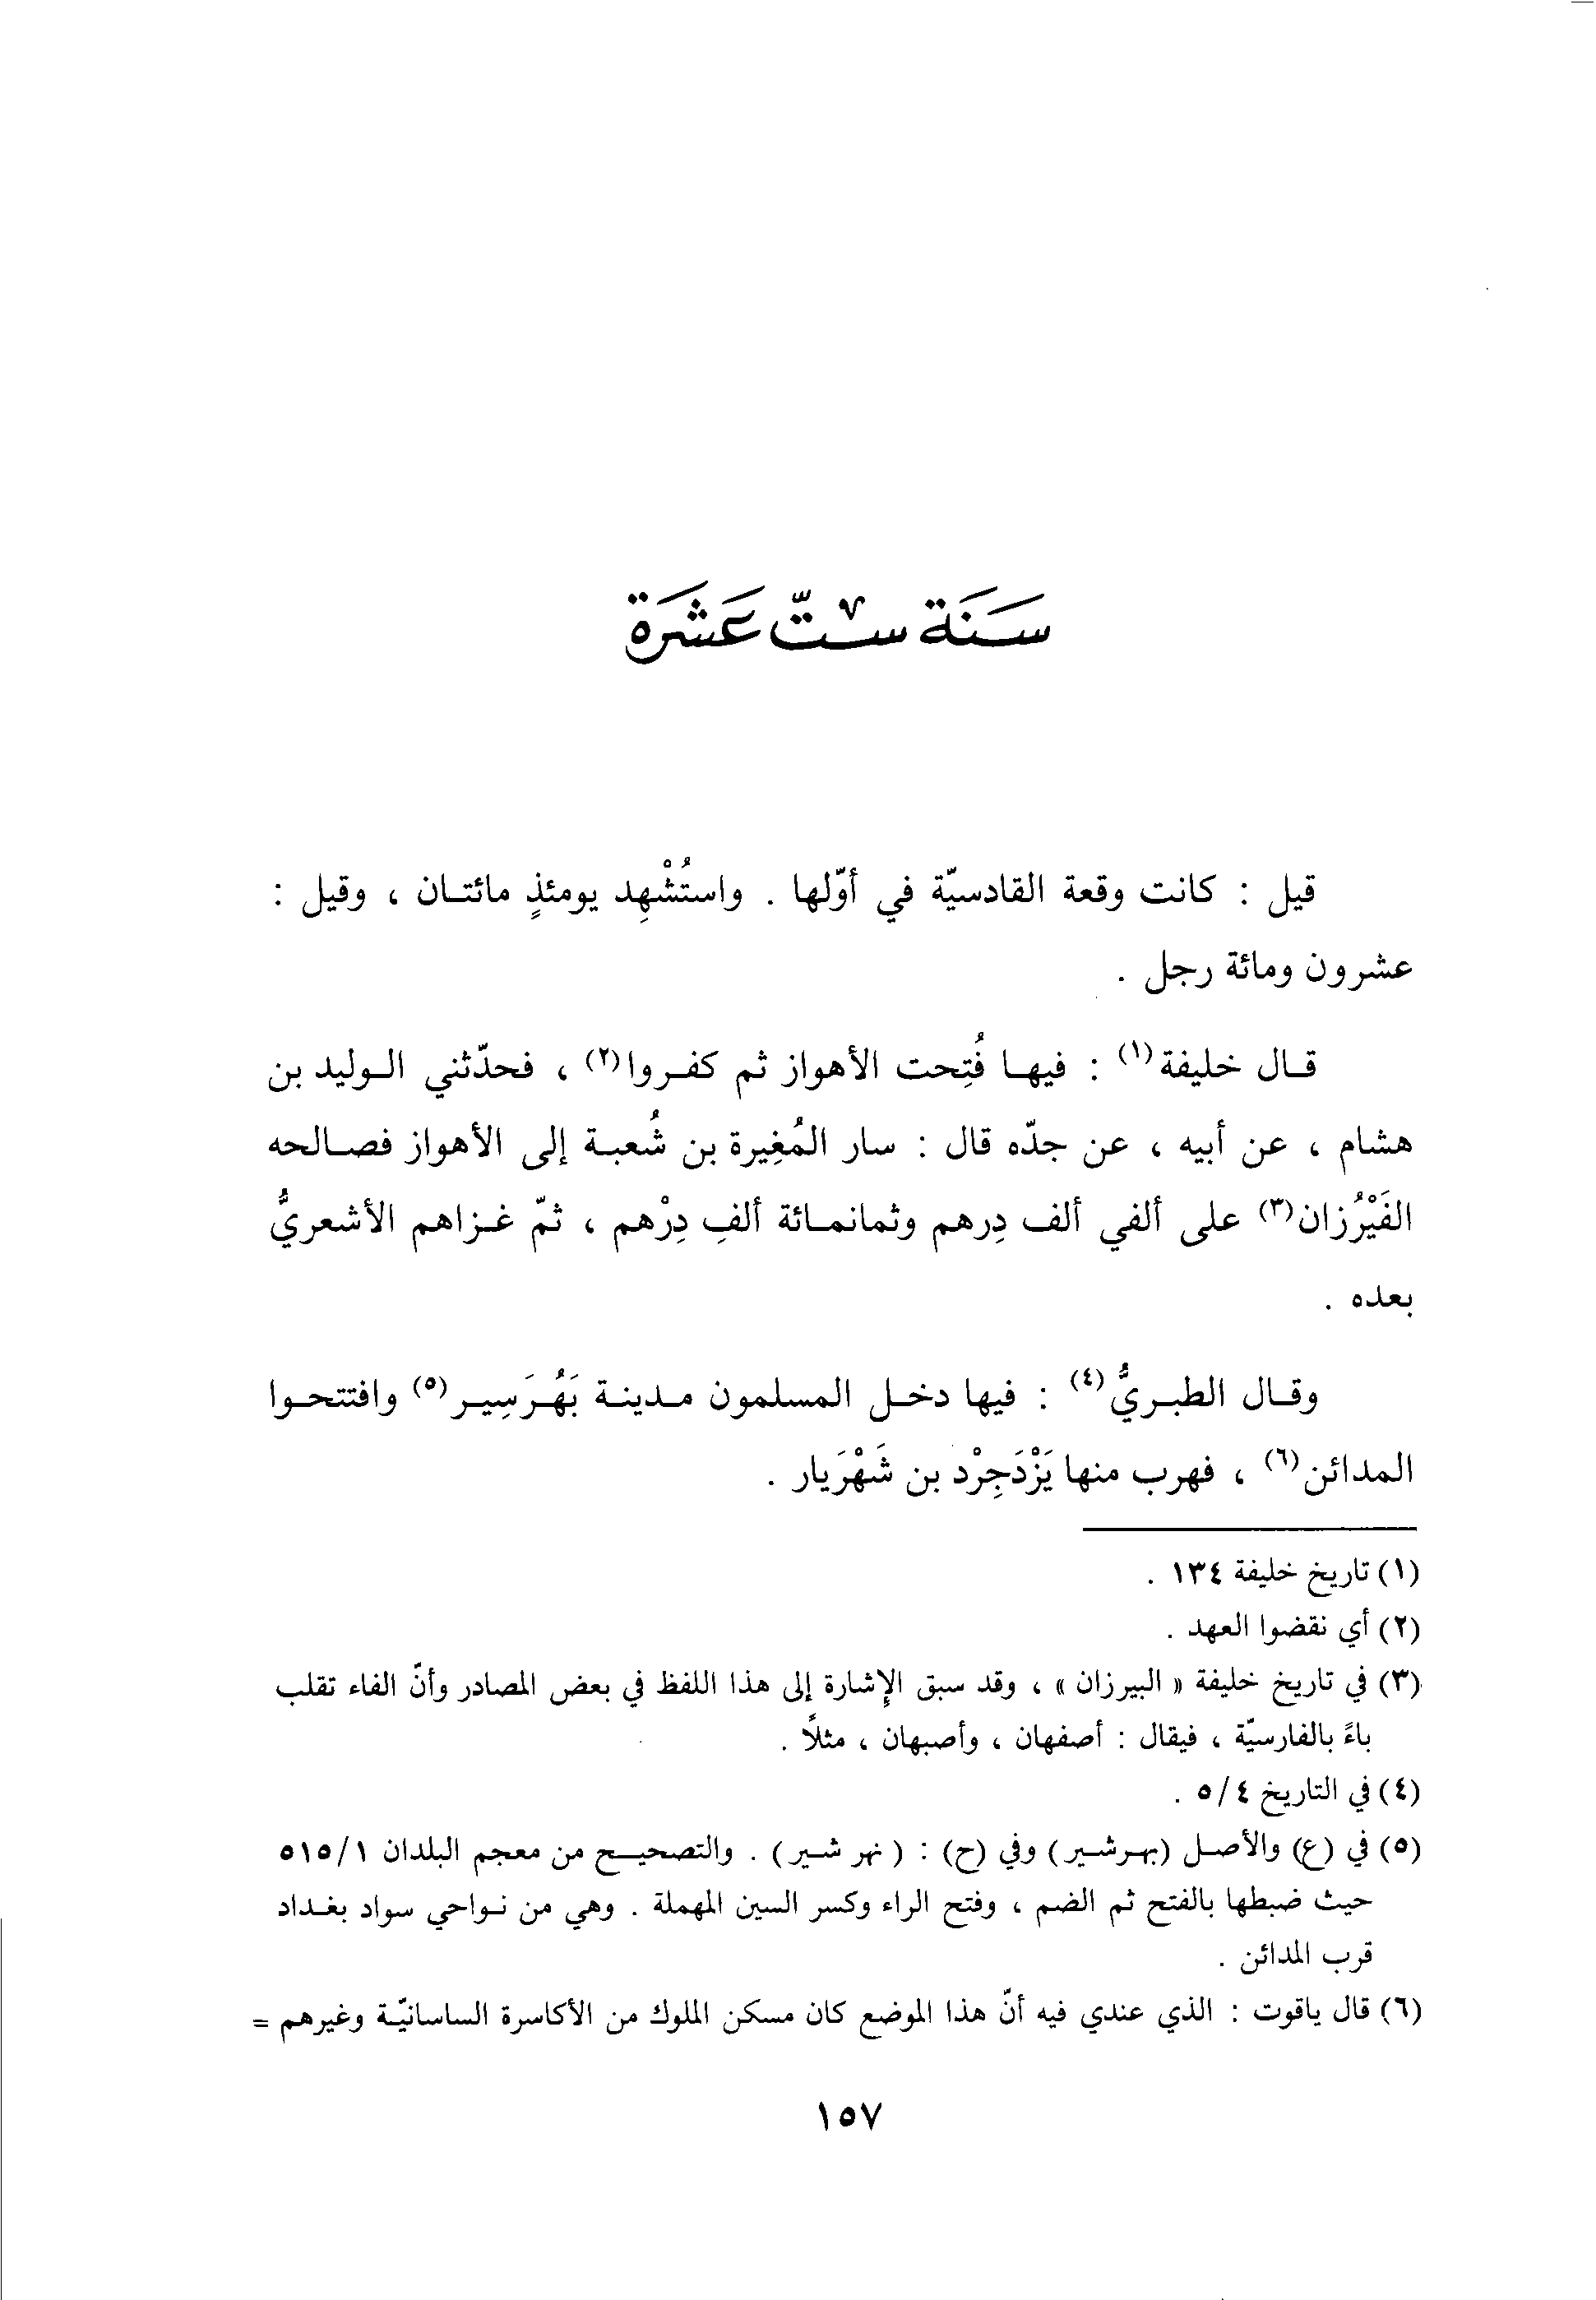 سَنَة ستّ عَشَرَة
قيل : كانت وقعة القادسيّة في أوّلها . واستُشْهِد يومئذٍ مائتان ، وقيل :
عشرون ومائة رجل .
قال خليفة(١) : فيها فُتِحت الأهواز ثم كفروا(٢) ، فحدّثني الوليد بن
هشام ، عن أبيه ، عن جدّه قال : سار المُغِيرة بن شُعبة إلى الأهواز فصالحه
الفَيْرُزان(٣) على ألفي ألف دِرهم وثمانمائة ألفِ دِرْهم ، ثمّ غزاهم الأشعريُّ
بعده .
وقال الطبريُّ(٤) : فيها دخل المسلمون مدينة بَهُرَسِير(٥) وافتتحوا
المدائن(٦) ، فهرب منها يَزْدَجِرْد بن شَهْرَيار .
(١) تاريخ خليفة ١٣٤ .
(٢) أي نقضوا العهد .
(٣) في تاريخ خليفة « البيرزان » ، وقد سبق الإشارة إلى هذا اللفظ في بعض المصادر وأنّ الفاء تقلب
باءً بالفارسيّة ، فيقال : أصفهان ، وأصبهان ، مثلاً .
(٤) في التاريخ ٥/٤ .
(٥) في (ع) والأصل (بهرشير) وفي (ح) : ( نهر شير ) . والتصحيح من معجم البلدان ٥١٥/١
حيث ضبطها بالفتح ثم الضم ، وفتح الراء وكسر السين المهملة . وهي من نواحي سواد بغداد
قرب المدائن .
(٦) قال ياقوت : الذي عندي فيه أنّ هذا الموضع كان مسكن الملوك من الأكاسرة الساسانيّة وغيرهم =
١٥٧